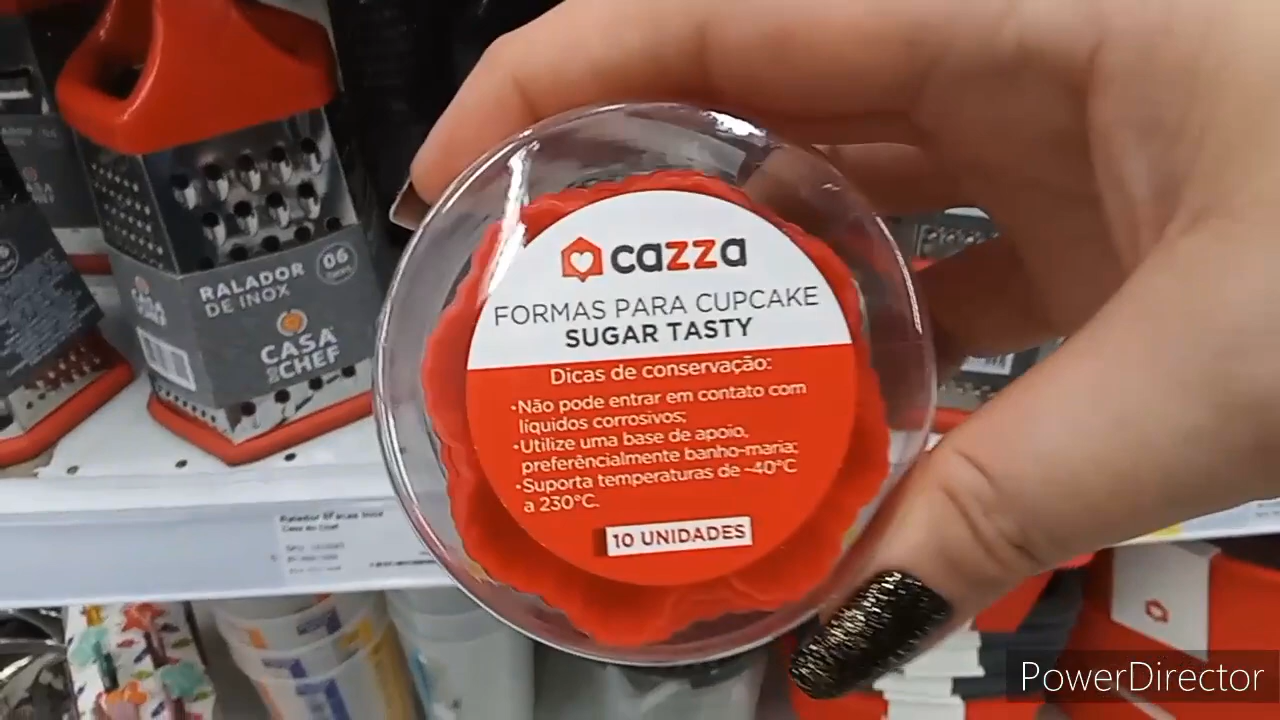 cazza
FORMAS PARA CUPCAKE
SUGAR TASTY
Dicas de conservação:
•Não pode entrar em contato com
líquidos corrosivos;
•Utilize uma base de apoio,
preferêncialmente banho-maria;
•Suporta temperaturas de -40°C
a 230°C.
10 UNIDADES
RALADOR
DE INOX
06
CASA
DO CHEF
PowerDirector